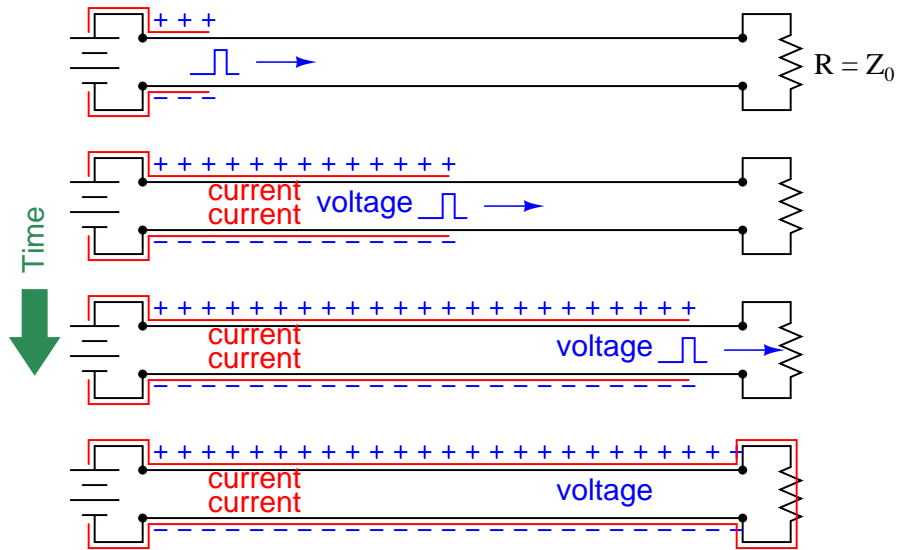 + + +
R = Z0
− − −
+ + + + + + + + + + + + +
current
current
voltage
− − − − − − − − − − − − −
Time
+ + + + + + + + + + + + + + + + + + + + + + +
current
current
voltage
− − − − − − − − − − − − − − − − − − − − − − −
+ + + + + + + + + + + + + + + + + + + + + + + + +
current
current
voltage
− − − − − − − − − − − − − − − − − − − − − − − − −